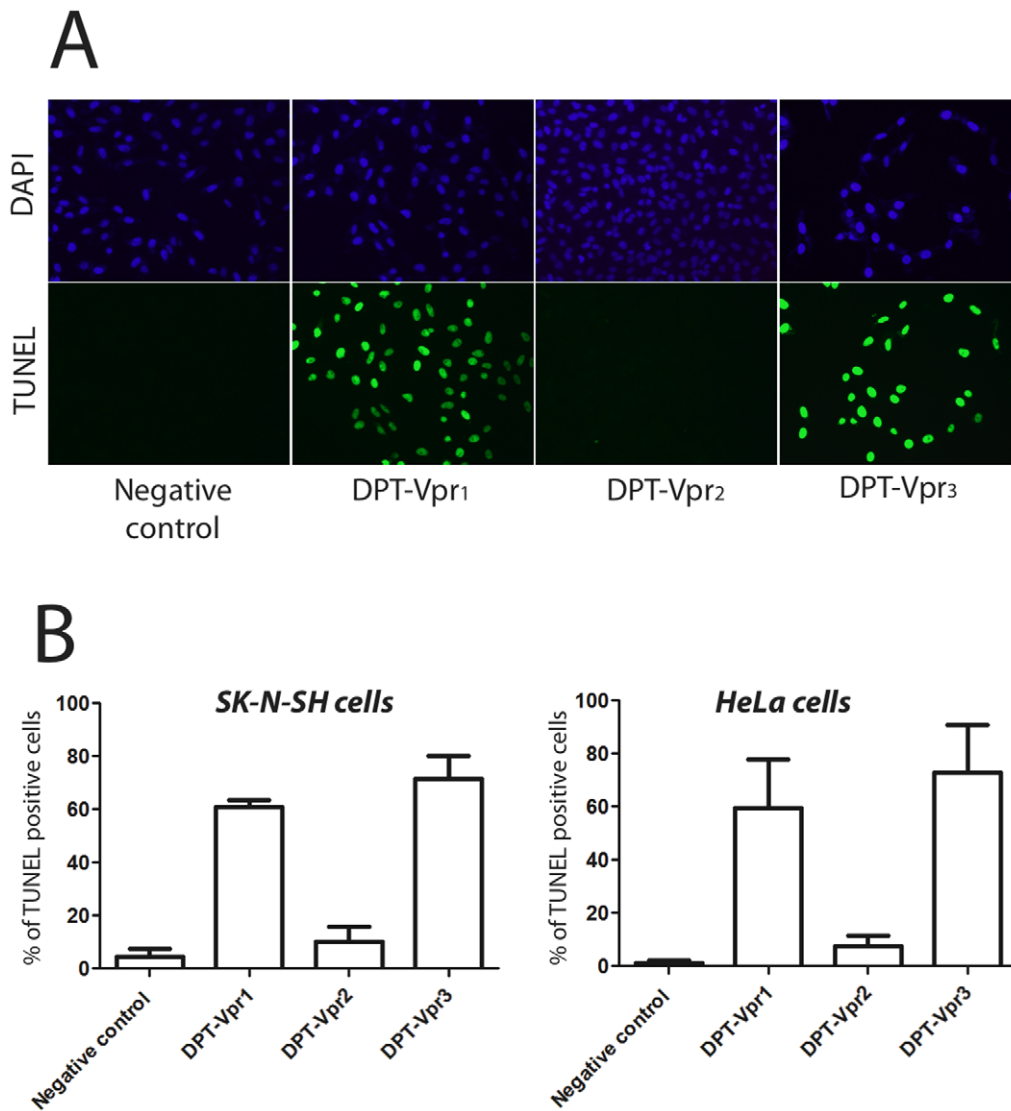 A
DAPI
TUNEL
Negative
control
DPT-Vpr1
DPT-Vpr2
DPT-Vpr3
B
SK-N-SH cells
% of TUNEL positive cells
100
80
60
40
20
0
Negative control
DPT-Vpr1
DPT-Vpr2
DPT-Vpr3
HeLa cells
% of TUNEL positive cells
100
80
60
40
20
0
Negative control
DPT-Vpr1
DPT-Vpr2
DPT-Vpr3